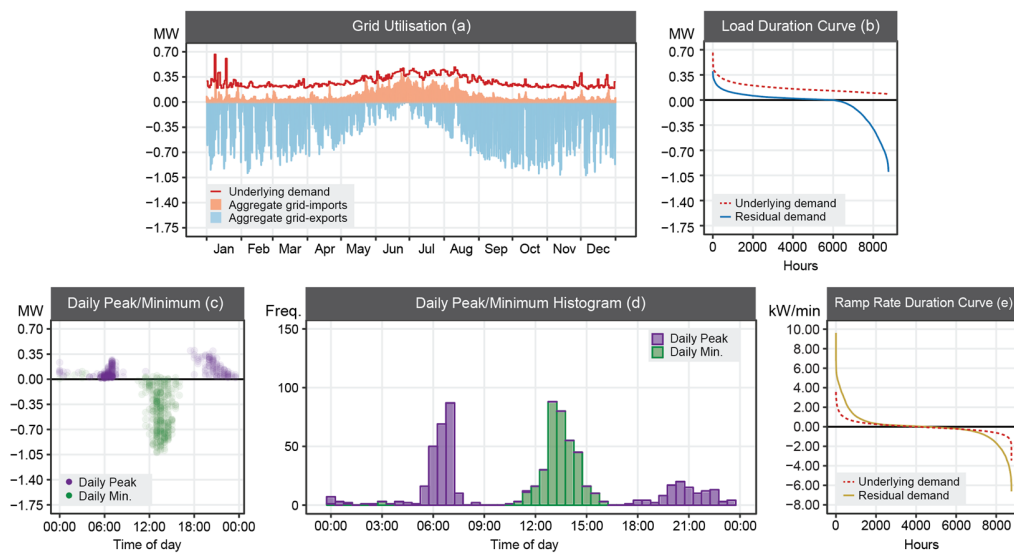 Grid Utilisation (a)
MW
0.70
0.35
0.00
−0.35
−0.70
−1.05
−1.40
−1.75
Underlying demand
Aggregate grid-imports
Aggregate grid-exports
Jan Feb Mar Apr May Jun Jul Aug Sep Oct Nov Dec
Load Duration Curve (b)
MW
0.70
0.35
0.00
−0.35
−0.70
−1.05
−1.40
−1.75
Underlying demand
Residual demand
0 2000 4000 6000 8000
Hours
Daily Peak/Minimum (c)
MW
0.70
0.35
0.00
−0.35
−0.70
−1.05
−1.40
−1.75
Daily Peak
Daily Min.
00:00 06:00 12:00 18:00 00:00
Time of day
Daily Peak/Minimum Histogram (d)
Freq.
150
100
50
0
Daily Peak
Daily Min.
00:00 03:00 06:00 09:00 12:00 15:00 18:00 21:00 00:00
Time of day
Ramp Rate Duration Curve (e)
kW/min
10.00
8.00
6.00
4.00
2.00
0.00
−2.00
−4.00
−6.00
−8.00
Underlying demand
Residual demand
0 2000 4000 6000 8000
Hours